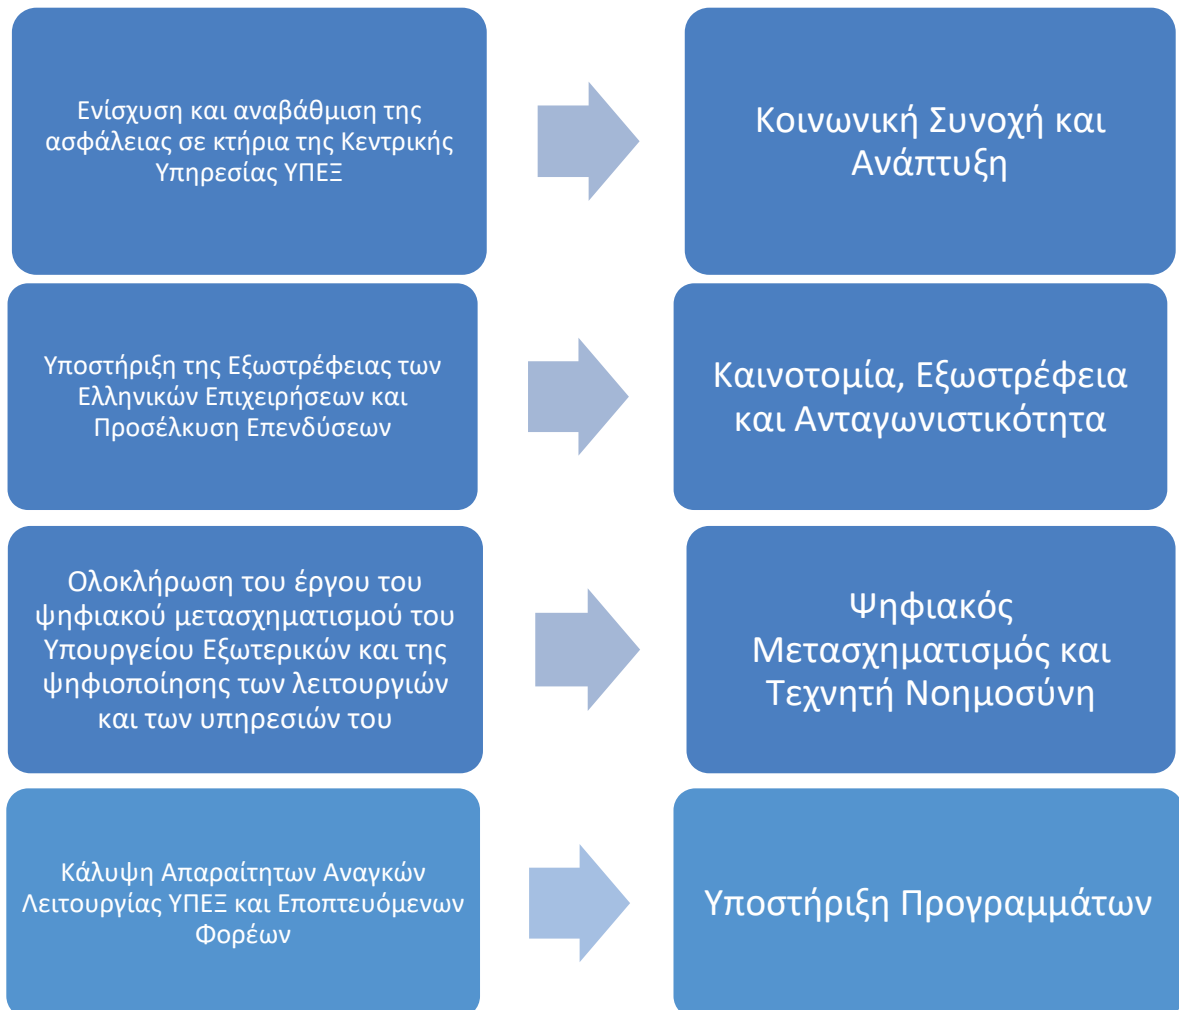 Ενίσχυση και αναβάθμιση της
ασφάλειας σε κτήρια της Κεντρικής
Υπηρεσίας ΥΠΕΞ
Κοινωνική Συνοχή και
Ανάπτυξη
Υποστήριξη της Εξωστρέφειας των
Ελληνικών Επιχειρήσεων και
Προσέλκυση Επενδύσεων
Καινοτομία, Εξωστρέφεια
και Ανταγωνιστικότητα
Ολοκλήρωση του έργου του
ψηφιακού μετασχηματισμού του
Υπουργείου Εξωτερικών και της
ψηφιοποίησης των λειτουργιών
και των υπηρεσιών του
Ψηφιακός
Μετασχηματισμός και
Τεχνητή Νοημοσύνη
Κάλυψη Απαραίτητων Αναγκών
Λειτουργίας ΥΠΕΞ και Εποπτευόμενων
Φορέων
Υποστήριξη Προγραμμάτων